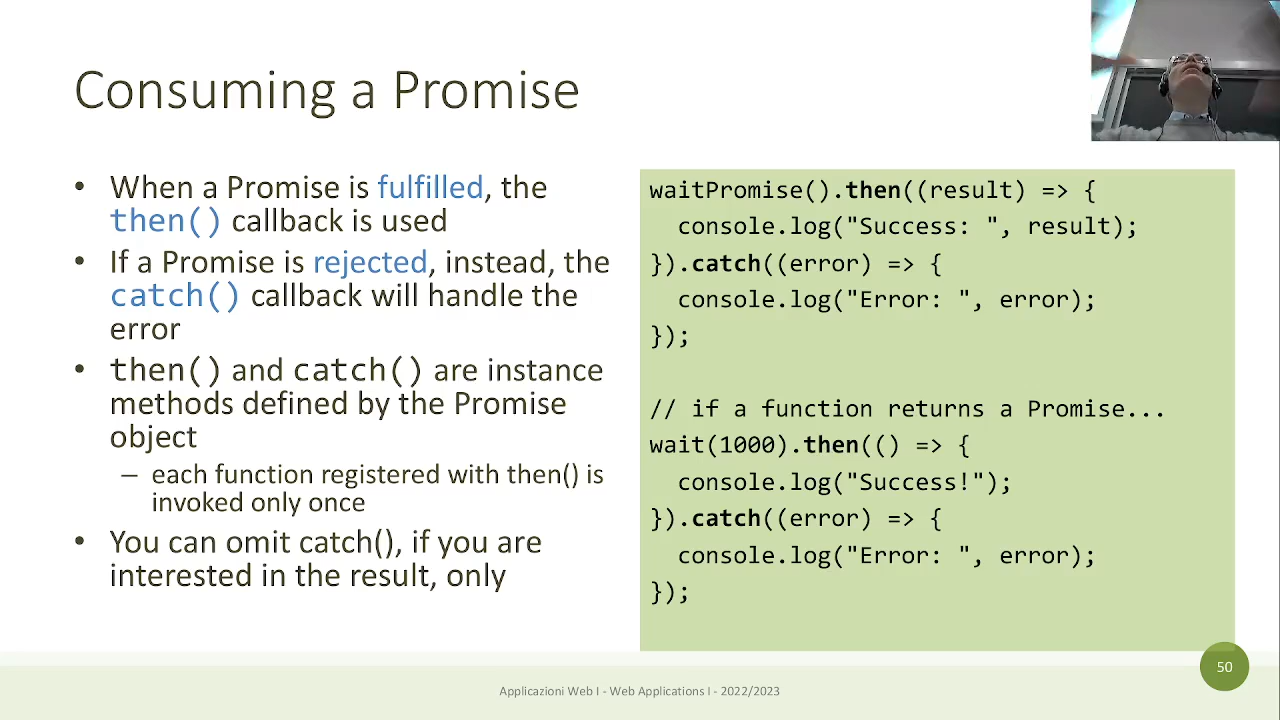 Consuming a Promise
• When a Promise is fulfilled, the
then() callback is used
• If a Promise is rejected, instead, the
catch() callback will handle the
error
• then() and catch() are instance
methods defined by the Promise
object
– each function registered with then() is
invoked only once
• You can omit catch(), if you are
interested in the result, only
waitPromise().then((result) => {
  console.log("Success: ", result);
}).catch((error) => {
  console.log("Error: ", error);
});

// if a function returns a Promise...
wait(1000).then(() => {
  console.log("Success!");
}).catch((error) => {
  console.log("Error: ", error);
});
50
Applicazioni Web I - Web Applications I - 2022/2023